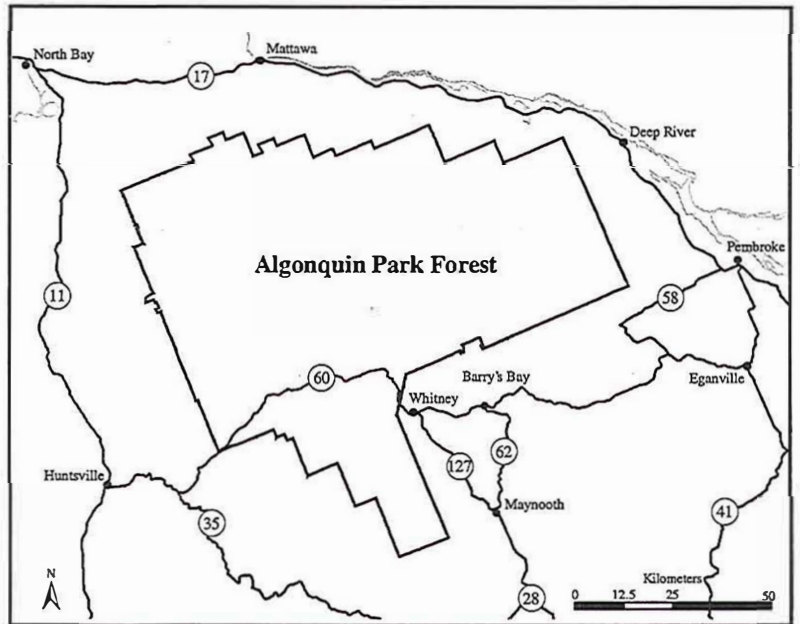 North Bay
Mattawa
17
Deep River
Pembroke
Algonquin Park Forest
11
58
60
Barry's Bay
Eganville
Whitney
127
62
Huntsville
Maynooth
35
41
N
Kilometers
28
0 12.5 25 50